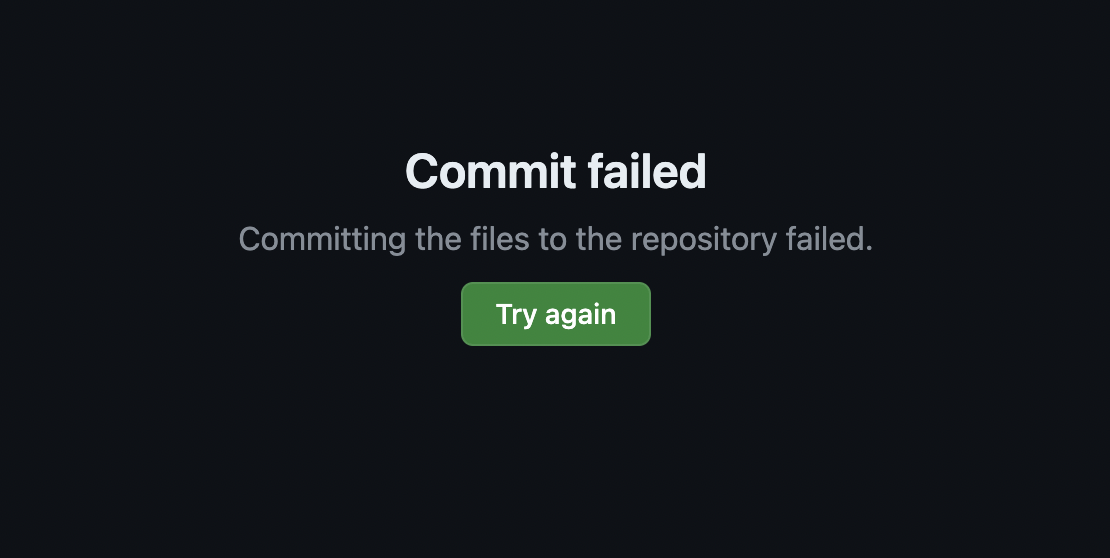 Commit failed
Committing the files to the repository failed.
Try again